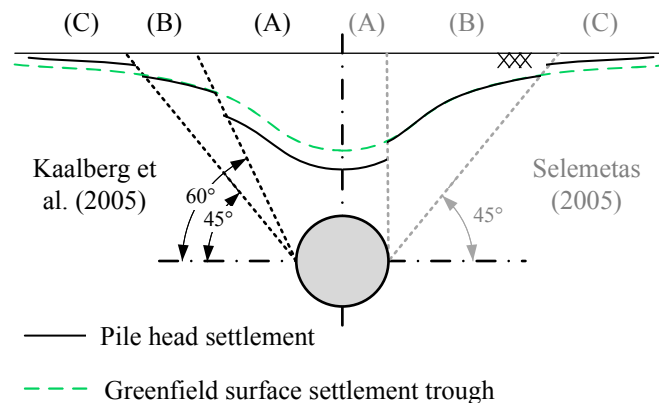 (C) (B) (A) (A) (B) (C)
Kaalberg et
al. (2005)
Selemetas
(2005)
60°
45°
45°
Pile head settlement
Greenfield surface settlement trough